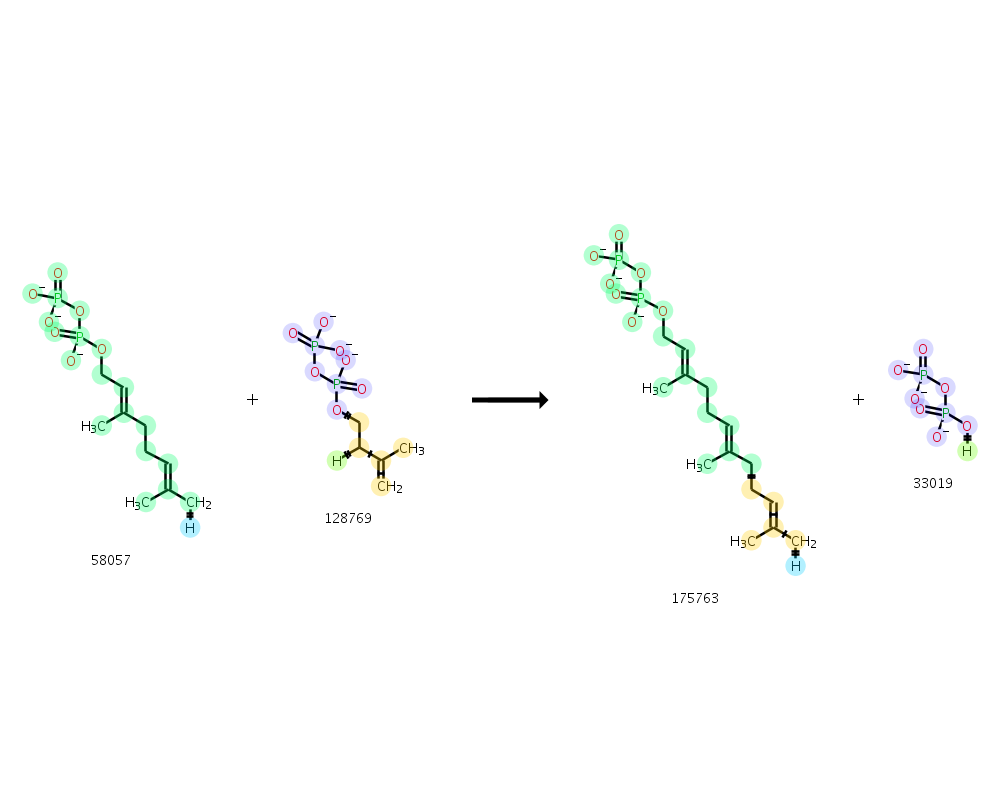 O
O⁻ P
O⁻ O
O P
O⁻ O
H₃C
H₃C CH₂
H
58057
+
O⁻
O P O⁻
O⁻
O P O
O
H CH₃
CH₂
128769
O
O⁻ P O
O⁻
O P O
O⁻
H₃C
H₃C
H₃C CH₂
H
175763
+
O
O⁻ P O
O⁻
O P O
O⁻ H
33019